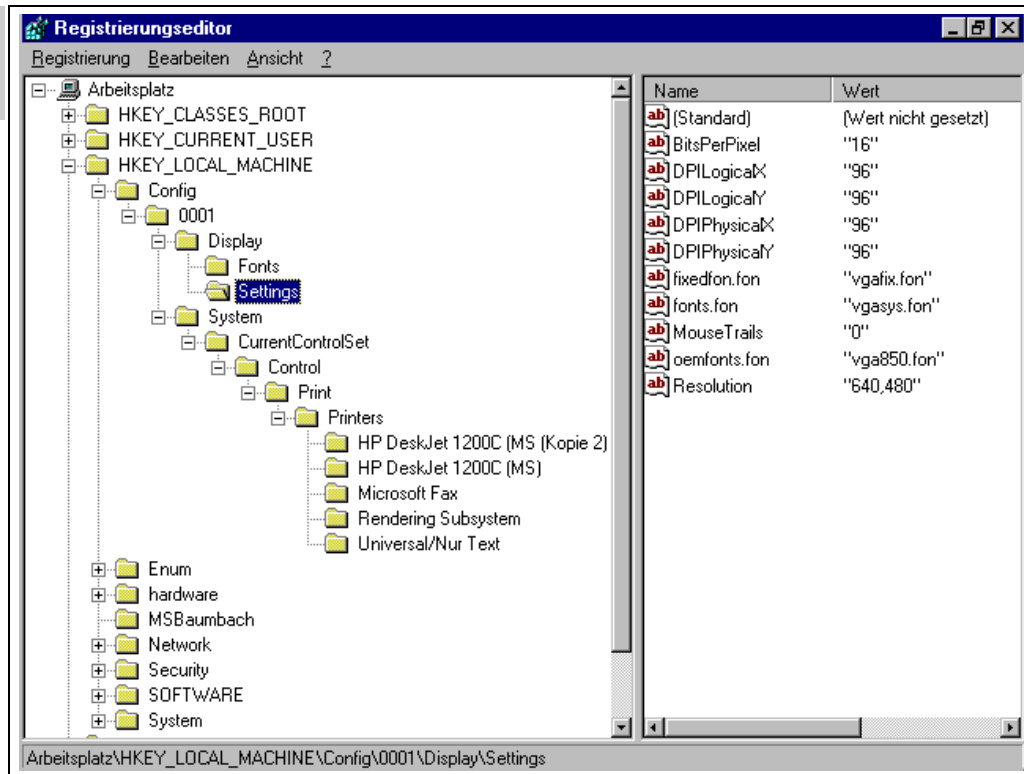 Registrierungseditor
Registrierung Bearbeiten Ansicht ?
Arbeitsplatz
HKEY_CLASSES_ROOT
HKEY_CURRENT_USER
HKEY_LOCAL_MACHINE
Config
0001
Display
Fonts
Settings
System
CurrentControlSet
Control
Print
Printers
HP DeskJet 1200C (MS (Kopie 2)
HP DeskJet 1200C (MS)
Microsoft Fax
Rendering Subsystem
Universal/Nur Text
Enum
hardware
MSBaumbach
Network
Security
SOFTWARE
System
Name Wert
(Standard) (Wert nicht gesetzt)
BitsPerPixel "16"
DPILogicalX "96"
DPILogicalY "96"
DPIPhysicalX "96"
DPIPhysicalY "96"
fixedfon.fon "vgafix.fon"
fonts.fon "vgasys.fon"
MouseTrails "0"
oemfonts.fon "vga850.fon"
Resolution "640,480"
Arbeitsplatz\HKEY_LOCAL_MACHINE\Config\0001\Display\Settings